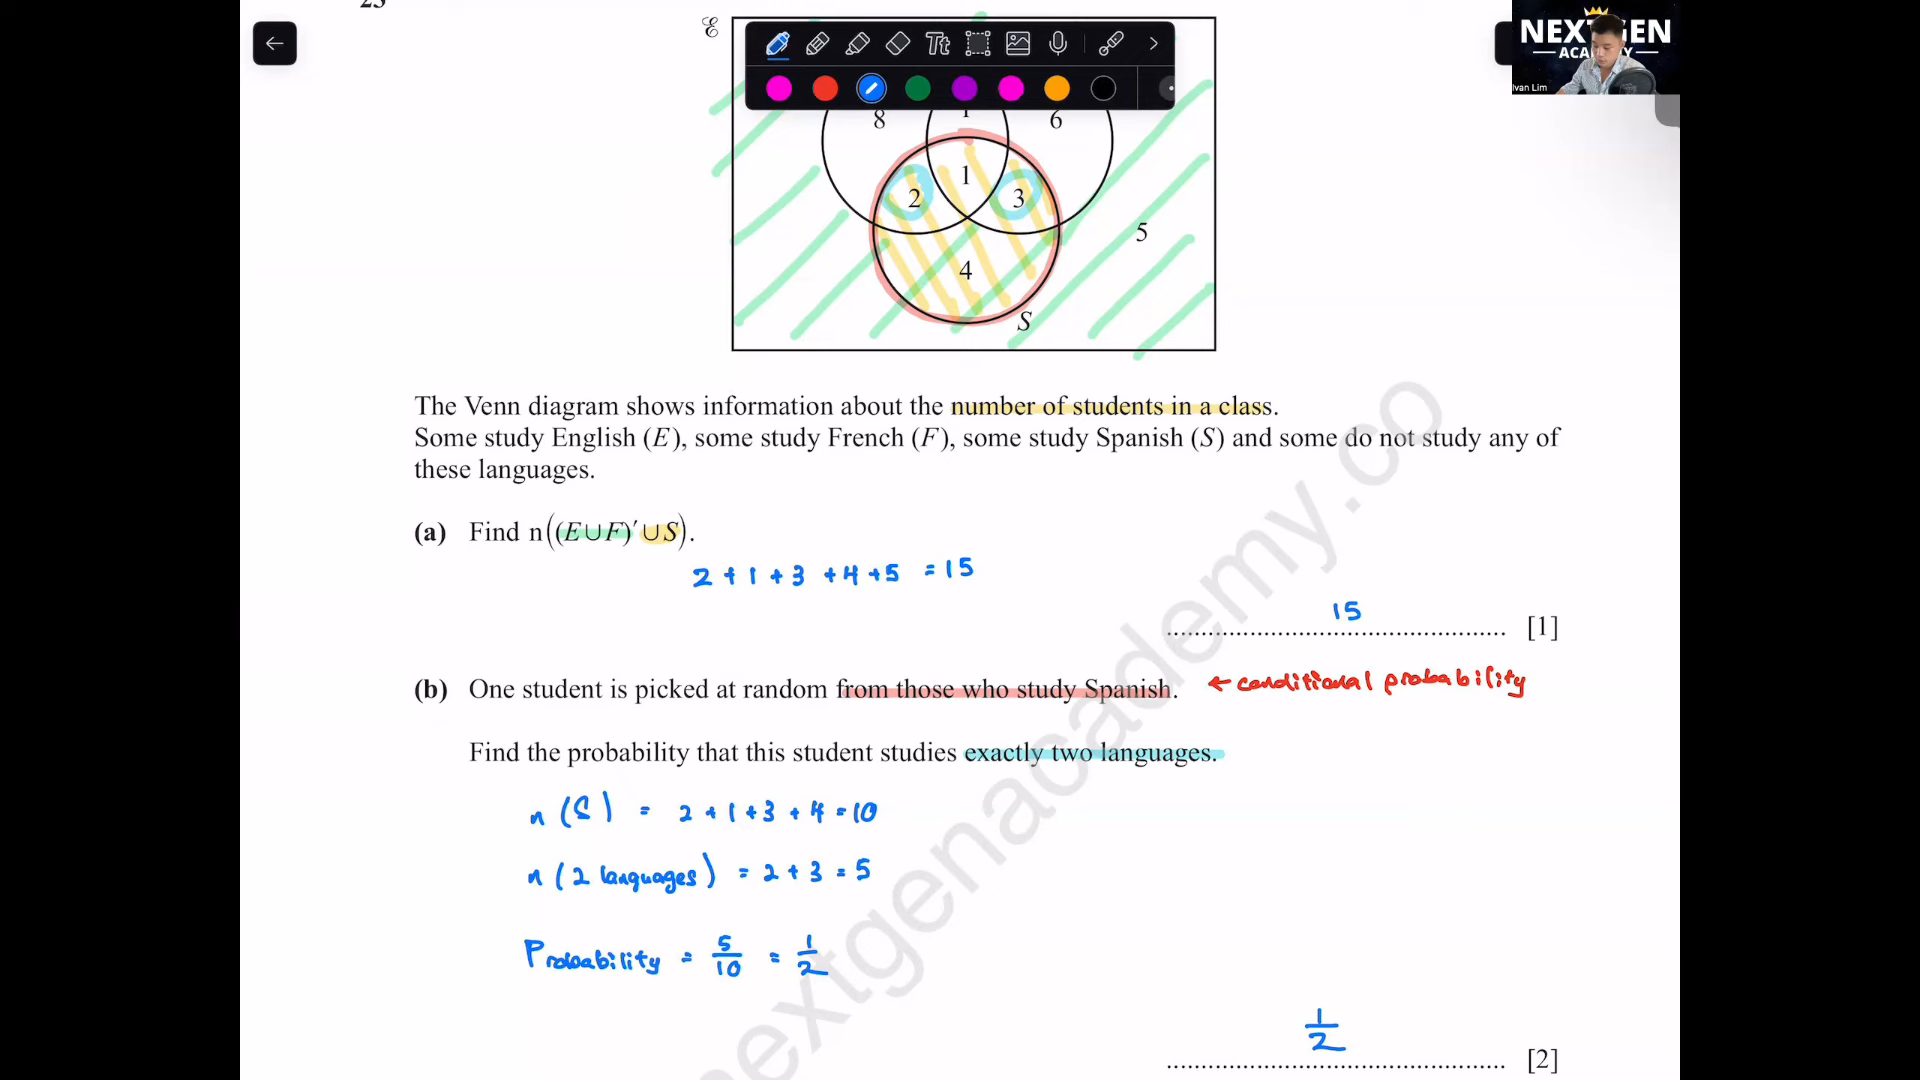 ℰ
Tt
NEXTGEN
ACADEMY
Ivan Lim
8
6
1
2
3
5
4
S
The Venn diagram shows information about the number of students in a class.
Some study English (E), some study French (F), some study Spanish (S) and some do not study any of
these languages.
(a) Find n((E∪F)′∪S).
2 + 1 + 3 + 4 + 5 = 15
15
.................................................. [1]
(b) One student is picked at random from those who study Spanish. ← conditional probability
Find the probability that this student studies exactly two languages.
n (S) = 2 + 1 + 3 + 4 = 10
n (2 languages) = 2 + 3 = 5
Probability = 5/10 = 1/2
1/2
.................................................. [2]
nextgenacademy.co